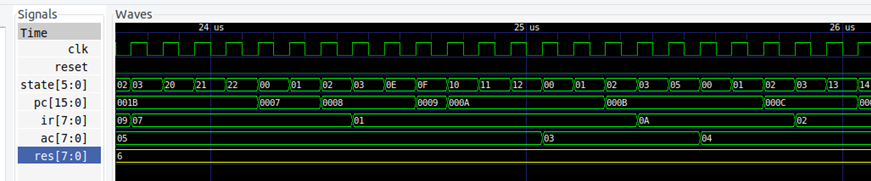 Signals
Waves
Time
24 us
25 us
26 us
clk
reset
state[5:0] 02 03 20 21 22 00 01 02 03 0E 0F 10 11 12 00 01 02 03 05 00 01 02 03 13 14
pc[15:0] 001B 0007 0008 0009 000A 000B 000C 000
ir[7:0] 09 07 01 0A 02
ac[7:0] 05 03 04
res[7:0] 6